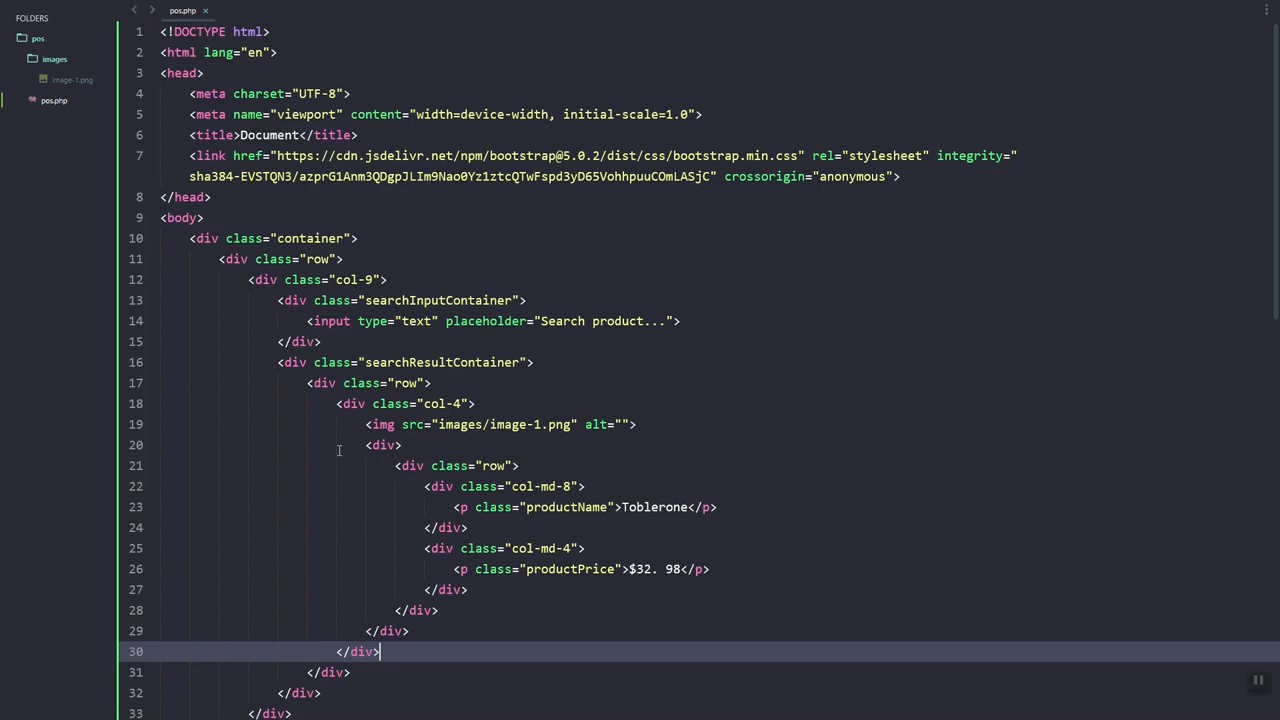 FOLDERS
pos
images
image-1.png
pos.php
pos.php ×
1 <!DOCTYPE html>
2 <html lang="en">
3 <head>
4 <meta charset="UTF-8">
5 <meta name="viewport" content="width=device-width, initial-scale=1.0">
6 <title>Document</title>
7 <link href="https://cdn.jsdelivr.net/npm/bootstrap@5.0.2/dist/css/bootstrap.min.css" rel="stylesheet" integrity="
sha384-EVSTQN3/azprG1Anm3QDgpJLIm9Nao0Yz1ztcQTwFspd3yD65VohhpuuCOmLASjC" crossorigin="anonymous">
8 </head>
9 <body>
10 <div class="container">
11 <div class="row">
12 <div class="col-9">
13 <div class="searchInputContainer">
14 <input type="text" placeholder="Search product...">
15 </div>
16 <div class="searchResultContainer">
17 <div class="row">
18 <div class="col-4">
19 <img src="images/image-1.png" alt="">
20 <div>
21 <div class="row">
22 <div class="col-md-8">
23 <p class="productName">Toblerone</p>
24 </div>
25 <div class="col-md-4">
26 <p class="productPrice">$32. 98</p>
27 </div>
28 </div>
29 </div>
30 </div>
31 </div>
32 </div>
33 </div>